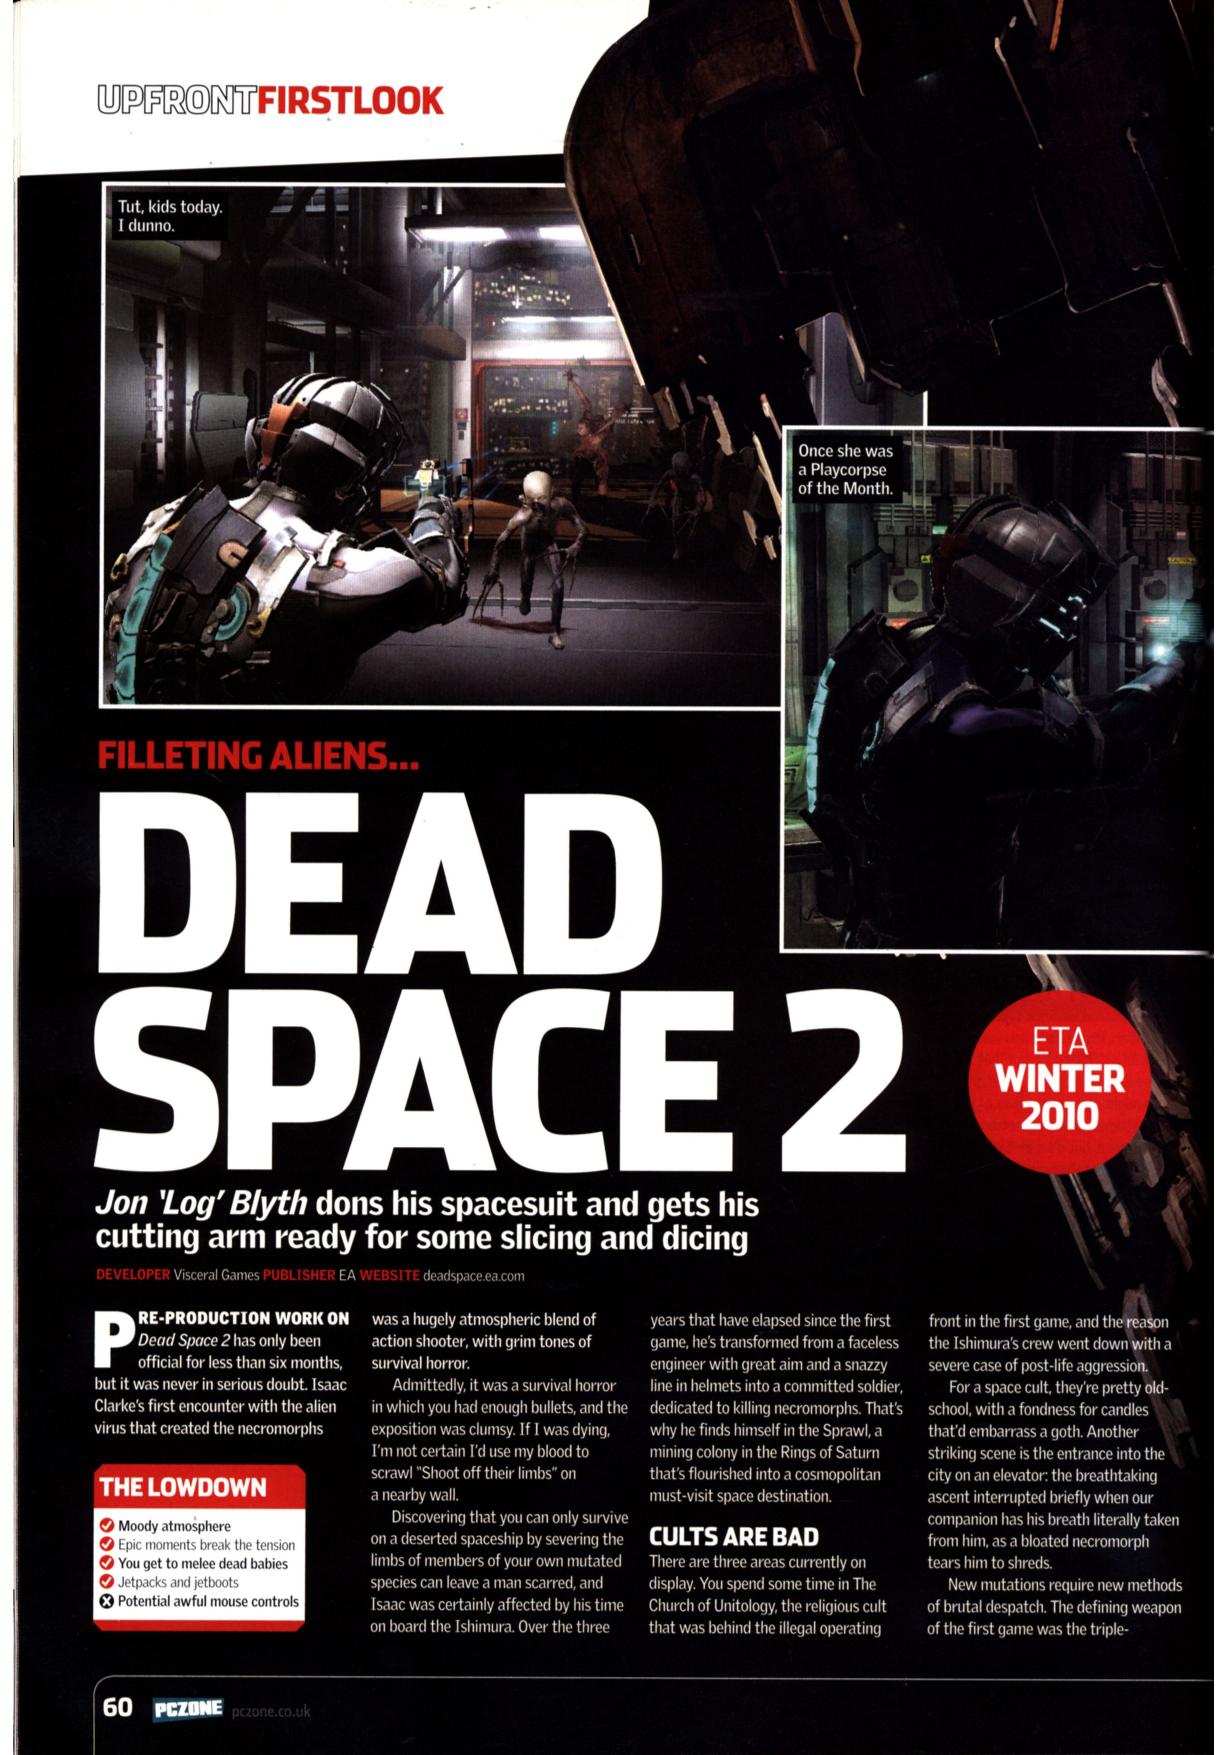 UPFRONTFIRSTLOOK
Tut, kids today.
I dunno.
Once she was
a Playcorpse
of the Month.
FILLETING ALIENS...
DEAD
SPACE 2
ETA
WINTER
2010
Jon 'Log' Blyth dons his spacesuit and gets his
cutting arm ready for some slicing and dicing
DEVELOPER Visceral Games PUBLISHER EA WEBSITE deadspace.ea.com
PRE-PRODUCTION WORK ON
Dead Space 2 has only been
official for less than six months,
but it was never in serious doubt. Isaac
Clarke's first encounter with the alien
virus that created the necromorphs
THE LOWDOWN
Moody atmosphere
Epic moments break the tension
You get to melee dead babies
Jetpacks and jetboots
Potential awful mouse controls
was a hugely atmospheric blend of
action shooter, with grim tones of
survival horror.
Admittedly, it was a survival horror
in which you had enough bullets, and the
exposition was clumsy. If I was dying,
I'm not certain I'd use my blood to
scrawl "Shoot off their limbs" on
a nearby wall.
Discovering that you can only survive
on a deserted spaceship by severing the
limbs of members of your own mutated
species can leave a man scarred, and
Isaac was certainly affected by his time
on board the Ishimura. Over the three
years that have elapsed since the first
game, he's transformed from a faceless
engineer with great aim and a snazzy
line in helmets into a committed soldier,
dedicated to killing necromorphs. That's
why he finds himself in the Sprawl, a
mining colony in the Rings of Saturn
that's flourished into a cosmopolitan
must-visit space destination.
CULTS ARE BAD
There are three areas currently on
display. You spend some time in The
Church of Unitology, the religious cult
that was behind the illegal operating
front in the first game, and the reason
the Ishimura's crew went down with a
severe case of post-life aggression.
For a space cult, they're pretty old-
school, with a fondness for candles
that'd embarrass a goth. Another
striking scene is the entrance into the
city on an elevator: the breathtaking
ascent interrupted briefly when our
companion has his breath literally taken
from him, as a bloated necromorph
tears him to shreds.
New mutations require new methods
of brutal despatch. The defining weapon
of the first game was the triple-
60 PCZONE pczone.co.uk